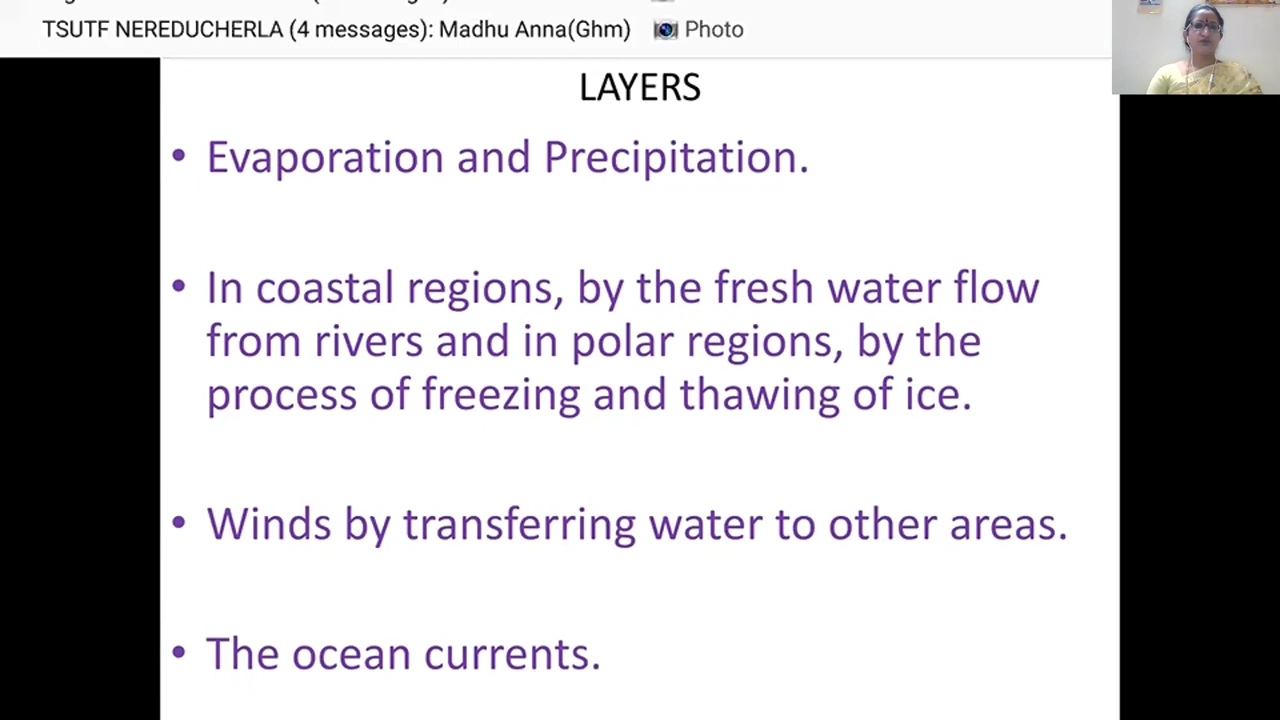 TSUTF NEREDUCHERLA (4 messages): Madhu Anna(Ghm) 📷 Photo
LAYERS
• Evaporation and Precipitation.
• In coastal regions, by the fresh water flow
from rivers and in polar regions, by the
process of freezing and thawing of ice.
• Winds by transferring water to other areas.
• The ocean currents.